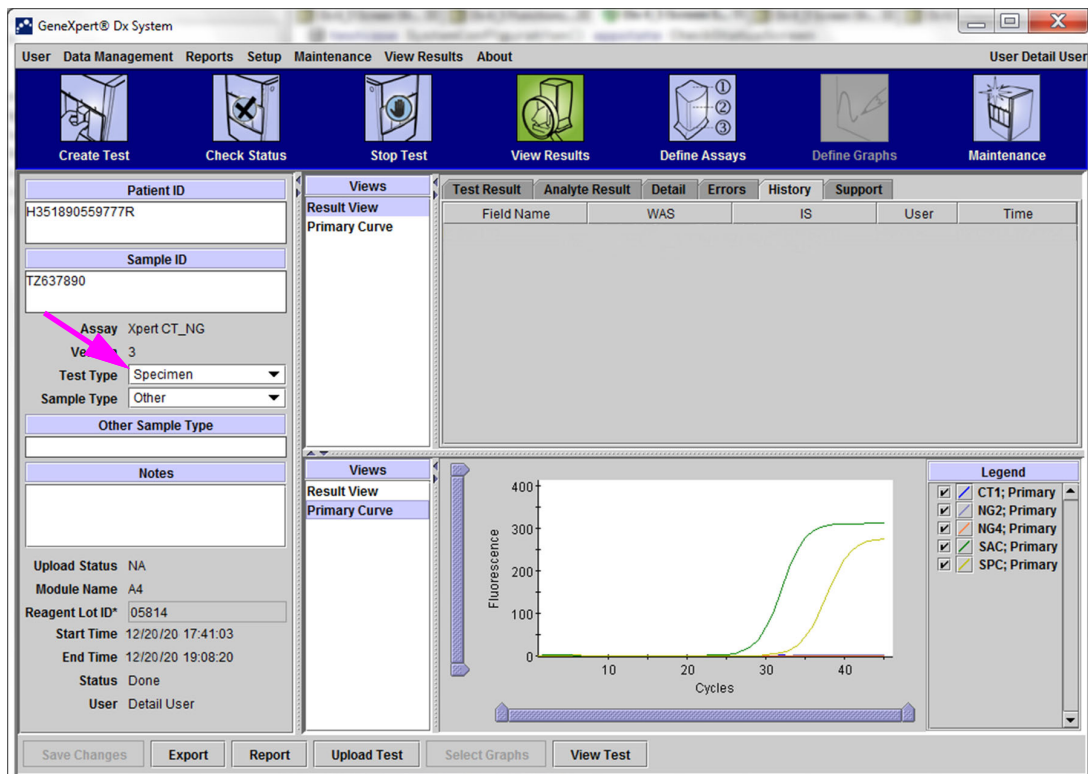 GeneXpert® Dx System
User Data Management Reports Setup Maintenance View Results About User Detail User
Create Test Check Status Stop Test View Results Define Assays Define Graphs Maintenance
Patient ID
H351890559777R
Sample ID
TZ637890
Assay Xpert CT_NG
3
Test Type Specimen
Sample Type Other
Other Sample Type
Notes
Upload Status NA
Module Name A4
Reagent Lot ID* 05814
Start Time 12/20/20 17:41:03
End Time 12/20/20 19:08:20
Status Done
User Detail User
Views
Result View
Primary Curve
Test Result Analyte Result Detail Errors History Support
Field Name WAS IS User Time
Views
Result View
Primary Curve
Fluorescence
400
300
200
100
0
10 20 30 40
Cycles
Legend
CT1; Primary
NG2; Primary
NG4; Primary
SAC; Primary
SPC; Primary
Save Changes Export Report Upload Test Select Graphs View Test